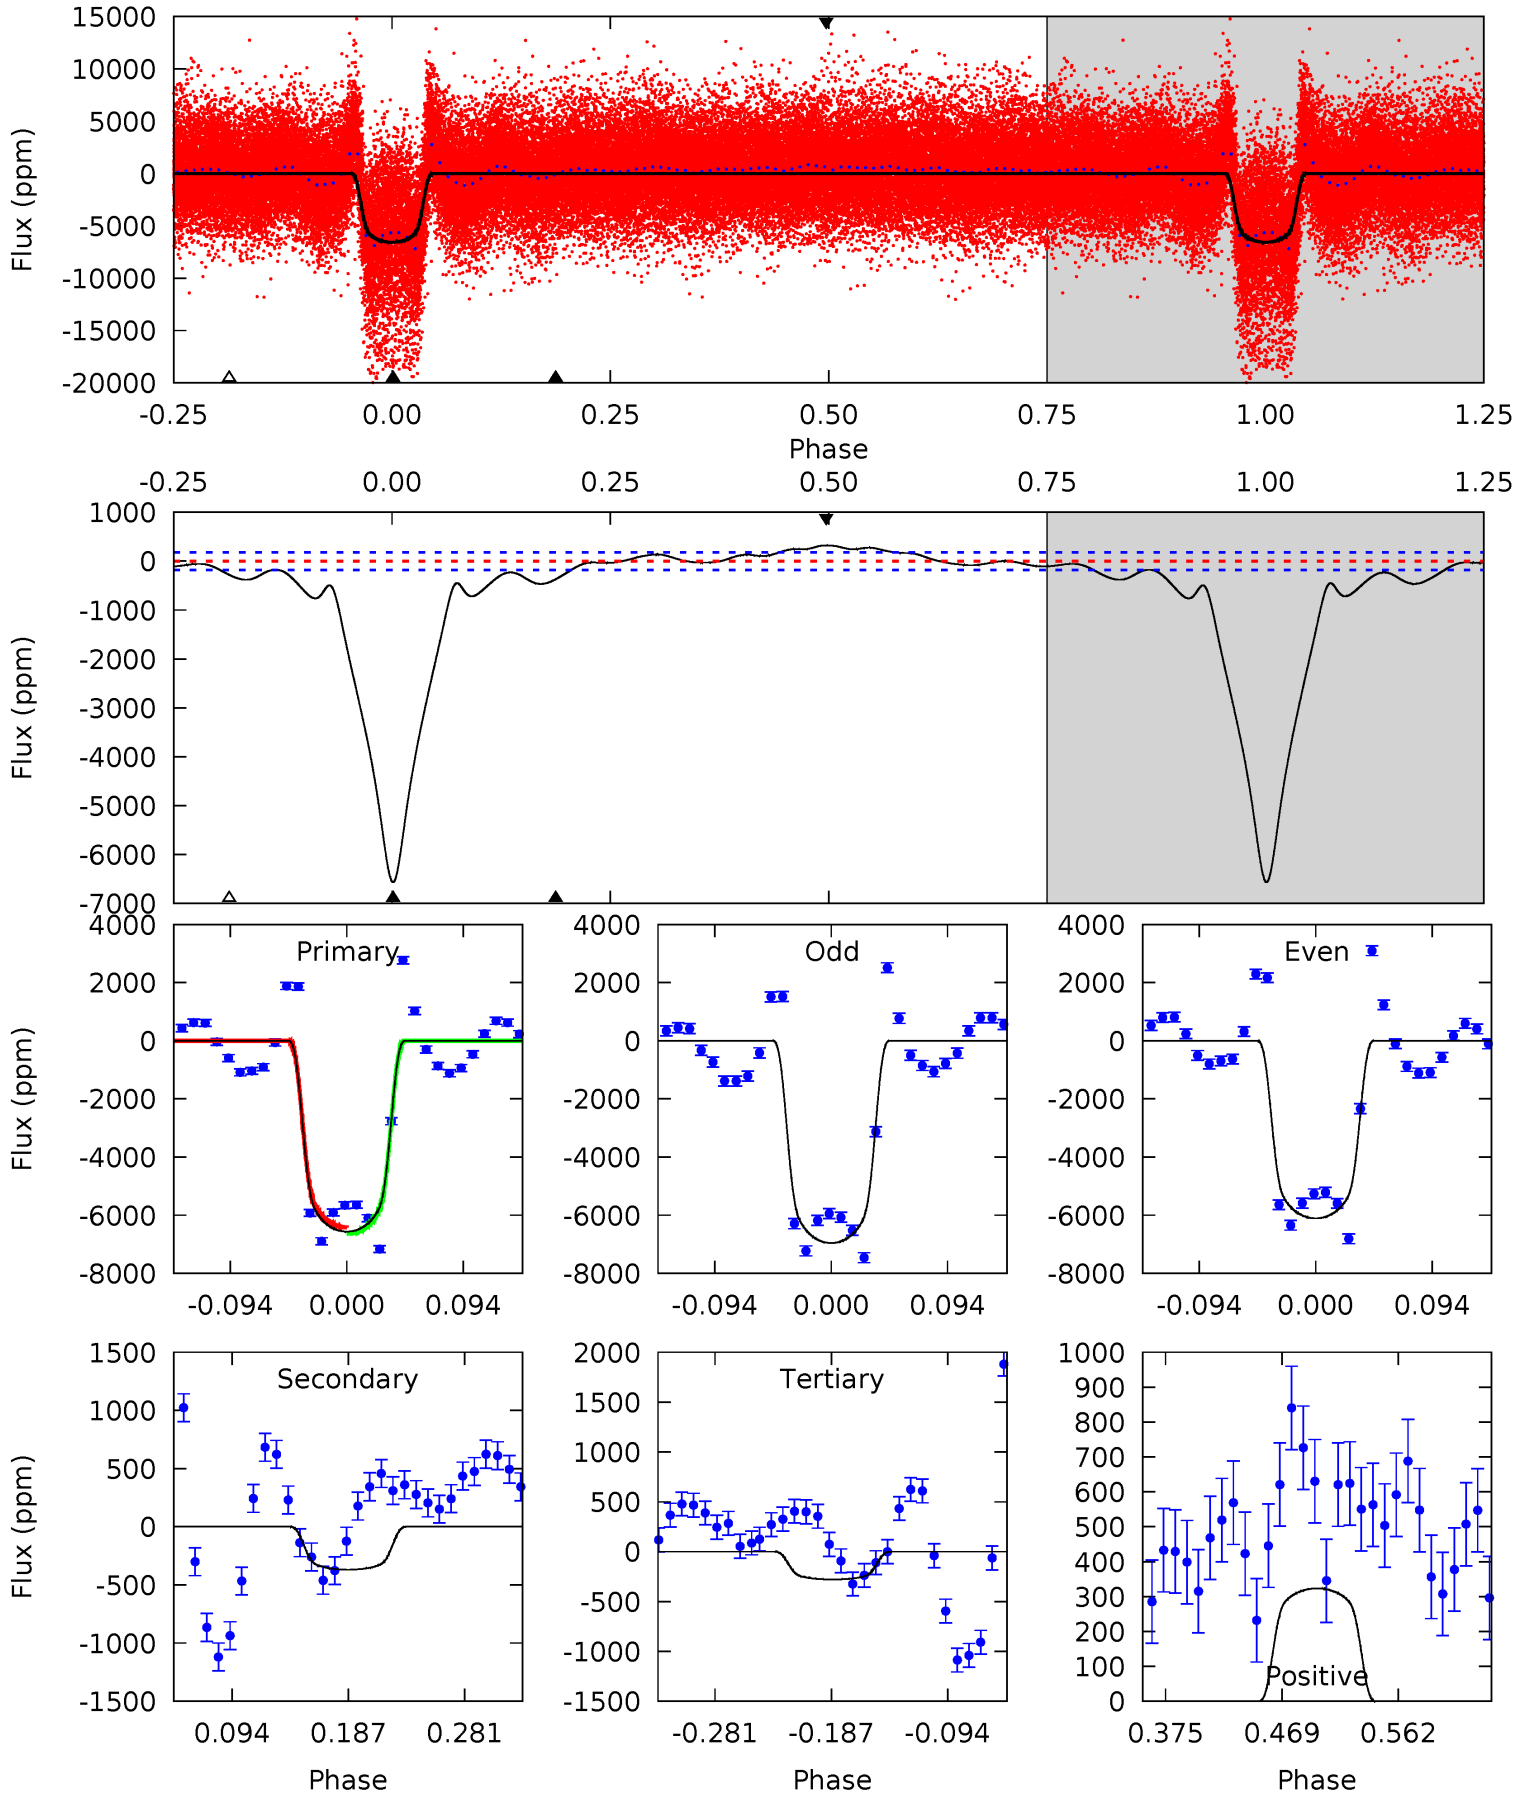 15000
10000
5000
0
-5000
-10000
-15000
-20000
Flux (ppm)
-0.25 0.00 0.25 0.50 0.75 1.00 1.25
Phase
-0.25 0.00 0.25 0.50 0.75 1.00 1.25
1000
0
-1000
-2000
-3000
-4000
-5000
-6000
-7000
Flux (ppm)
Primary
4000
2000
0
-2000
-4000
-6000
-8000
Flux (ppm)
-0.094 0.000 0.094
Odd
4000
2000
0
-2000
-4000
-6000
-8000
-0.094 0.000 0.094
Even
4000
2000
0
-2000
-4000
-6000
-8000
-0.094 0.000 0.094
Secondary
1500
1000
500
0
-500
-1000
-1500
Flux (ppm)
0.094 0.187 0.281
Phase
Tertiary
2000
1500
1000
500
0
-500
-1000
-1500
-0.281 -0.187 -0.094
Phase
1000
900
800
700
600
500
400
300
200
100
0
Positive
0.375 0.469 0.562
Phase